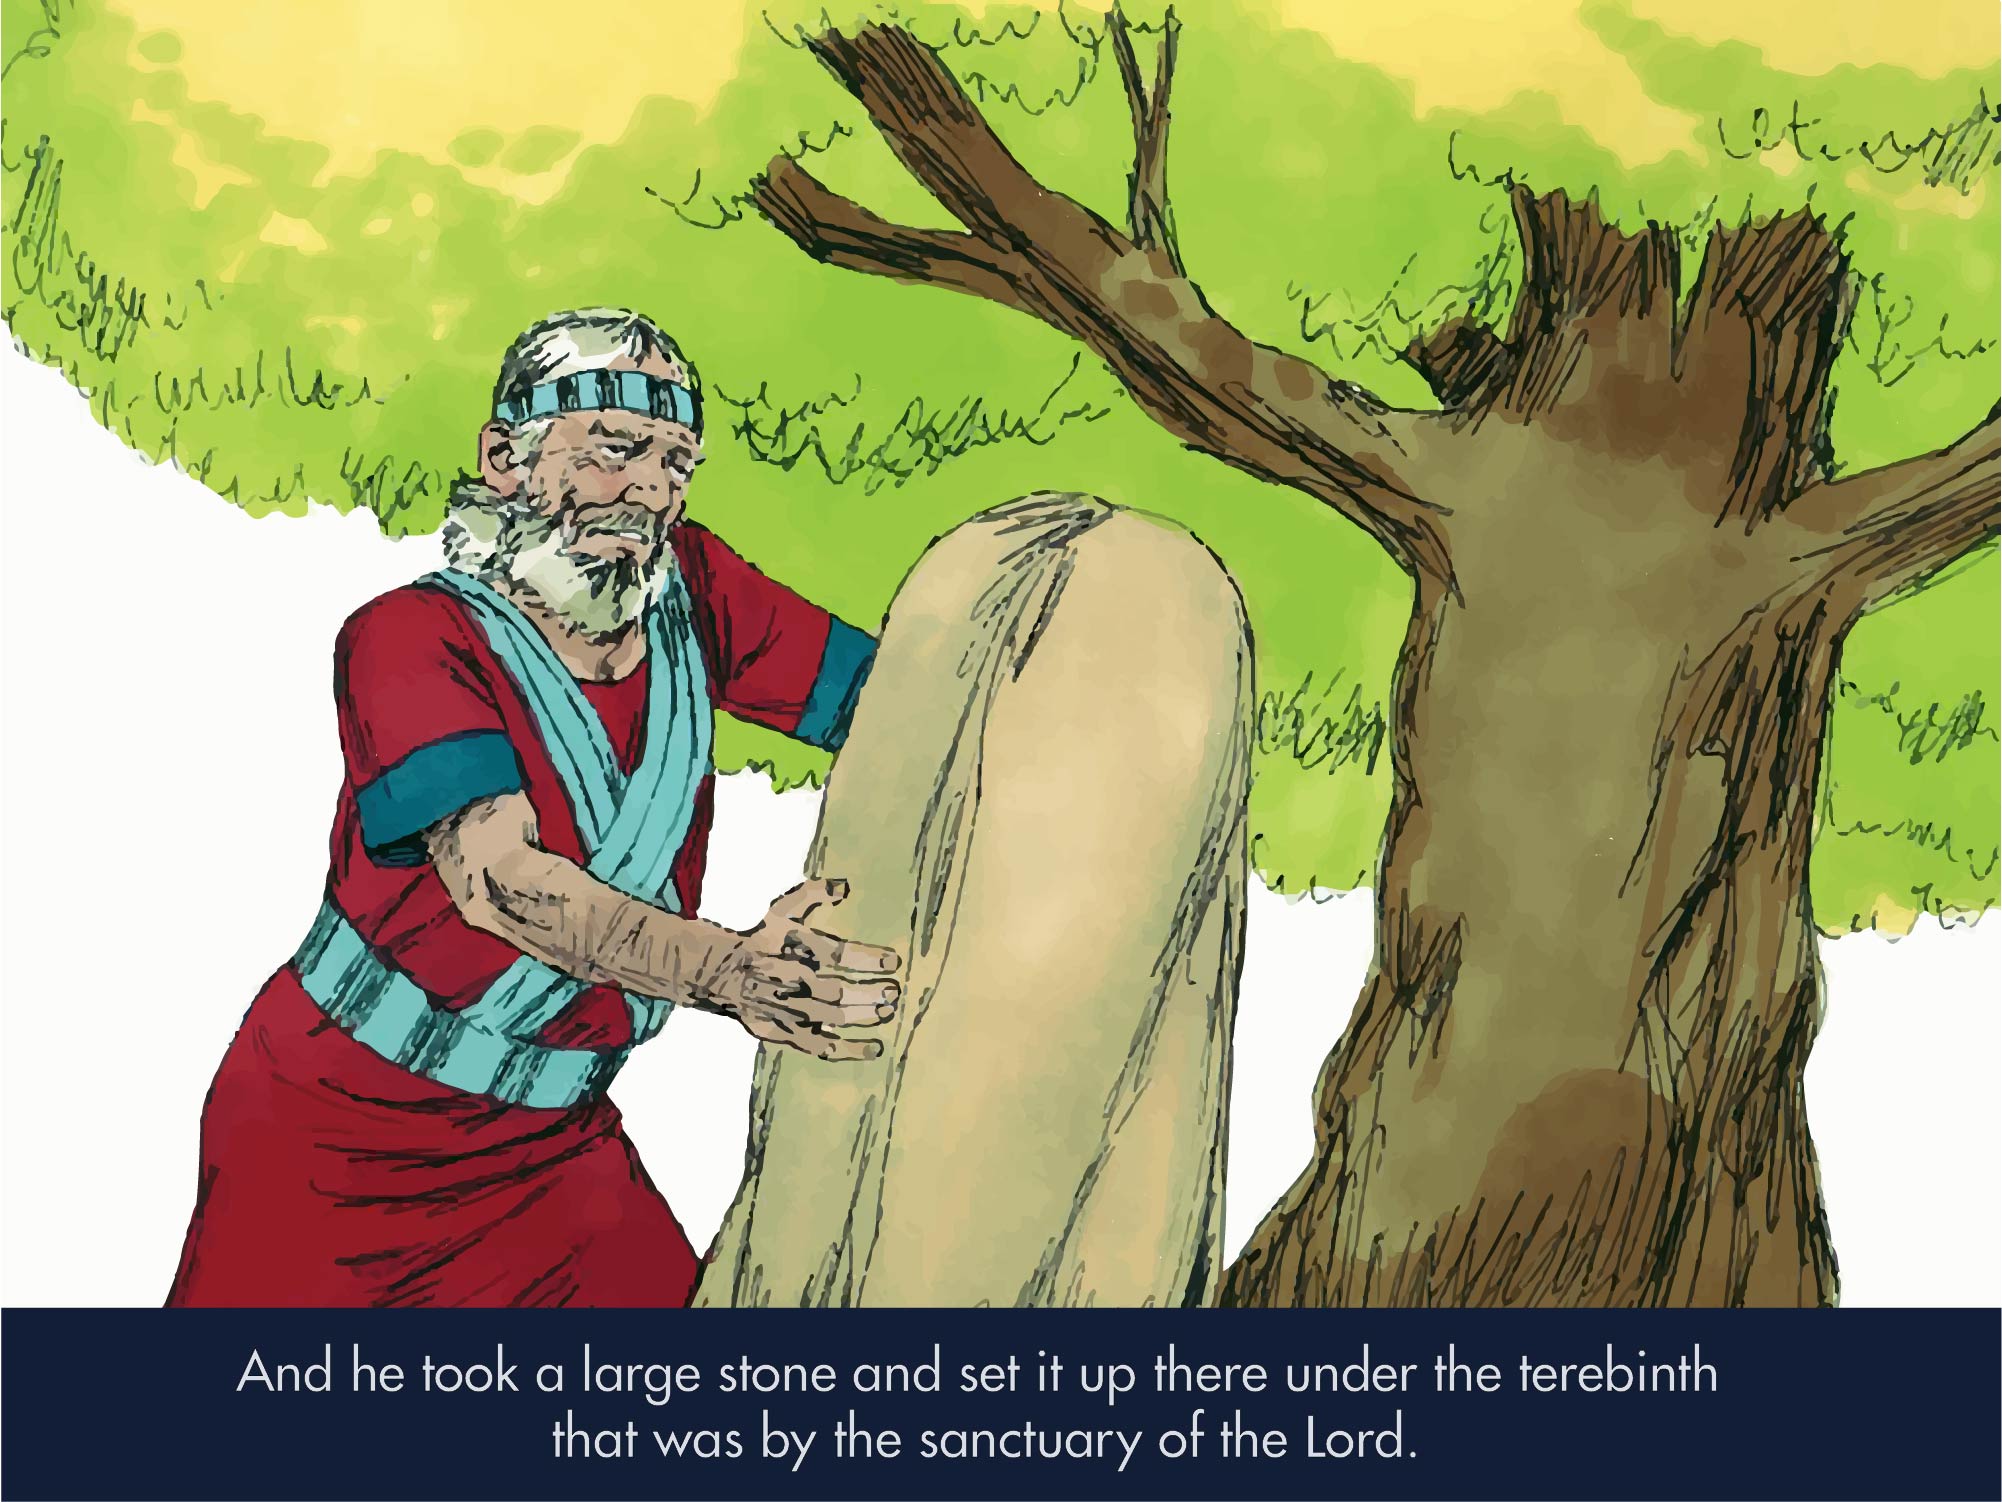 And he took a large stone and set it up there under the terebinth
that was by the sanctuary of the Lord.